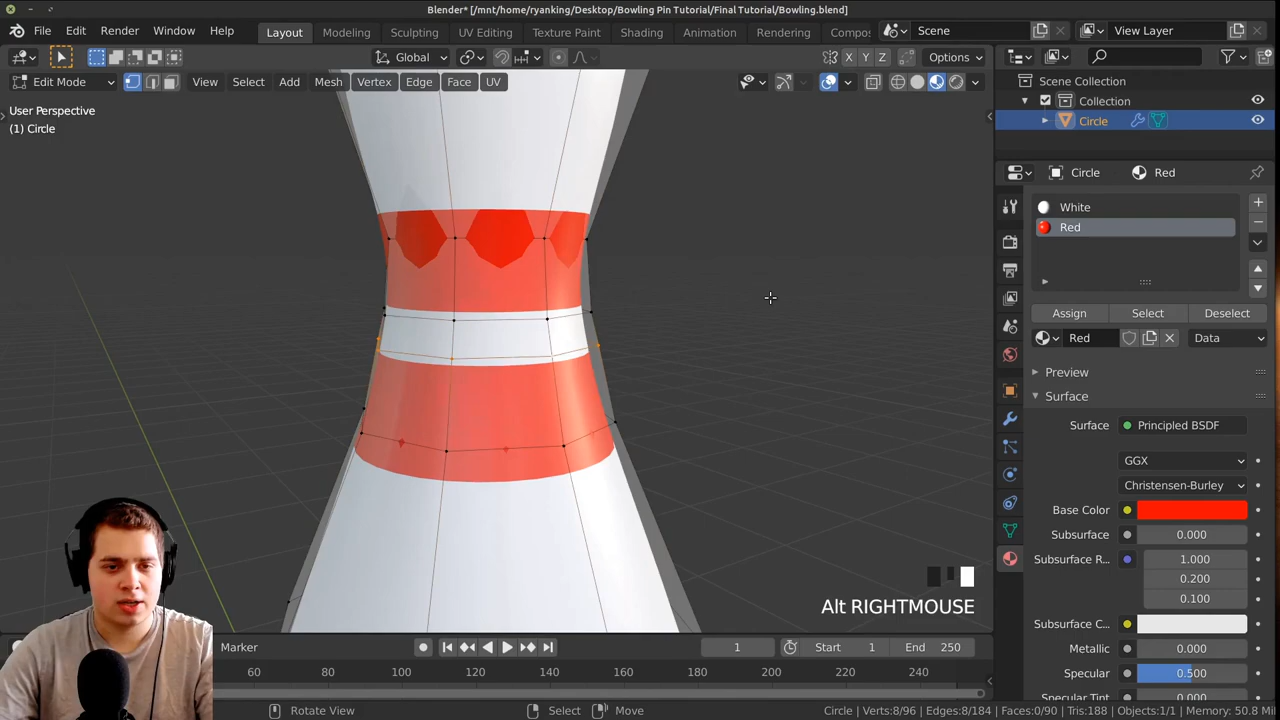 Blender* [/mnt/home/ryanking/Desktop/Bowling Pin Tutorial/Final Tutorial/Bowling.blend]
File Edit Render Window Help Layout Modeling Sculpting UV Editing Texture Paint Shading Animation Rendering Compos Scene View Layer
Global X Y Z Options
Edit Mode View Select Add Mesh Vertex Edge Face UV
User Perspective
(1) Circle
Scene Collection
Collection
Circle
Circle Red
White
Red
Assign Select Deselect
Red Data
Preview
Surface
Surface Principled BSDF
GGX
Christensen-Burley
Base Color
Subsurface 0.000
Subsurface R... 1.000
0.200
0.100
Subsurface C...
Metallic 0.000
Specular 0.500
Specular Tint 0.000
Alt RIGHTMOUSE
Marker 1 Start 1 End 250
60 80 100 120 140 160 180 200 220 240
Rotate View Select Move Circle | Verts:8/96 | Edges:8/184 | Faces:0/90 | Tris:188 | Objects:1/1 | Memory: 50.8 Mi